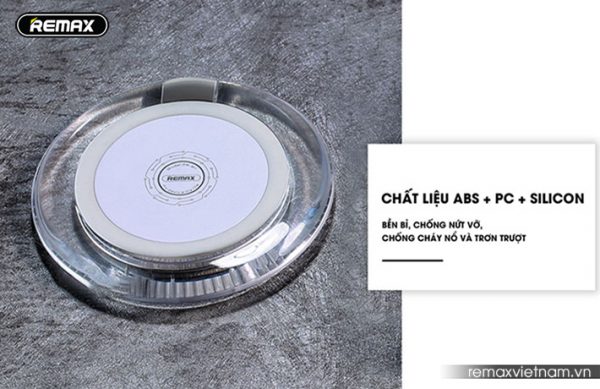 REMAX
REMAX
CHẤT LIỆU ABS + PC + SILICON
BỀN BỈ, CHỐNG NỨT VỠ,
CHỐNG CHÁY NỔ VÀ TRƠN TRƯỢT
remaxvietnam.vn